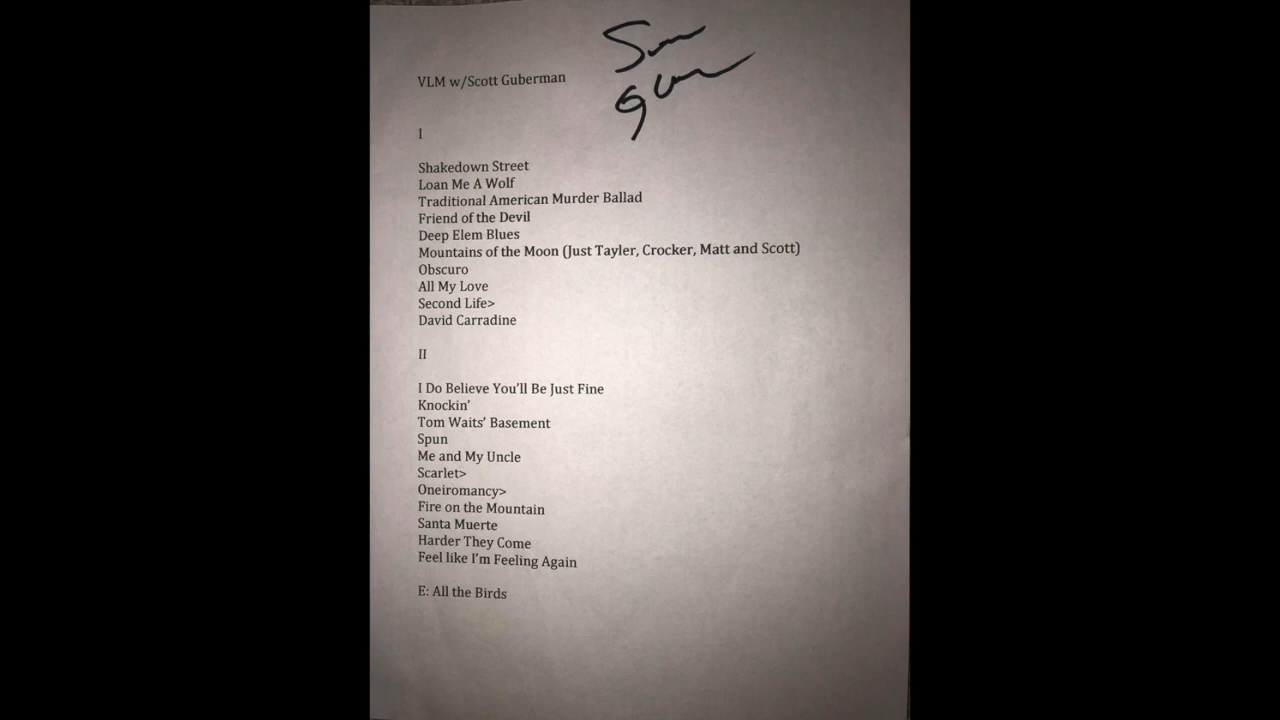 VLM w/Scott Guberman
I
Shakedown Street
Loan Me A Wolf
Traditional American Murder Ballad
Friend of the Devil
Deep Elem Blues
Mountains of the Moon (Just Tayler, Crocker, Matt and Scott)
Obscuro
All My Love
Second Life>
David Carradine
II
I Do Believe You'll Be Just Fine
Knockin'
Tom Waits' Basement
Spun
Me and My Uncle
Scarlet>
Oneiromancy>
Fire on the Mountain
Santa Muerte
Harder They Come
Feel like I'm Feeling Again
E: All the Birds